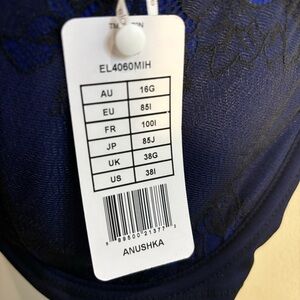 EL4060MIH
AU 16G
EU 85I
FR 100I
JP 85J
UK 38G
US 38I
ANUSHKA